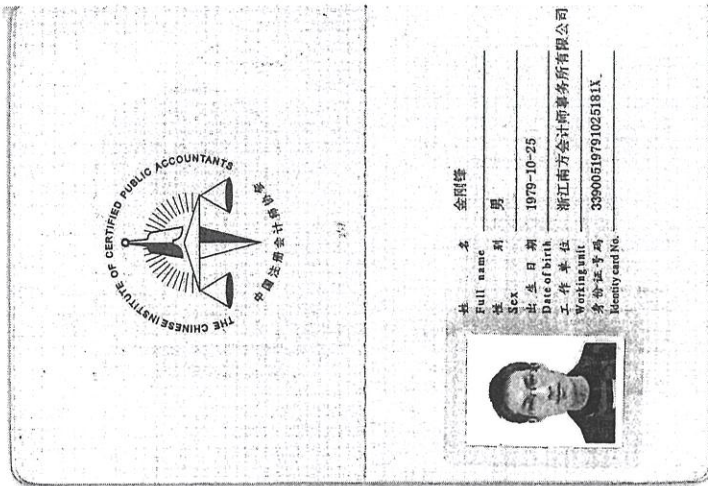 THE CHINESE INSTITUTE OF CERTIFIED PUBLIC ACCOUNTANTS
中国注册会计师协会
姓 名 金刚锋
Full name
性 别 男
Sex
出生日期 1979-10-25
Date of birth
工作单位 浙江南方会计师事务所有限公司
Working unit
身份证号码 33900519791025181X
Identity card No.